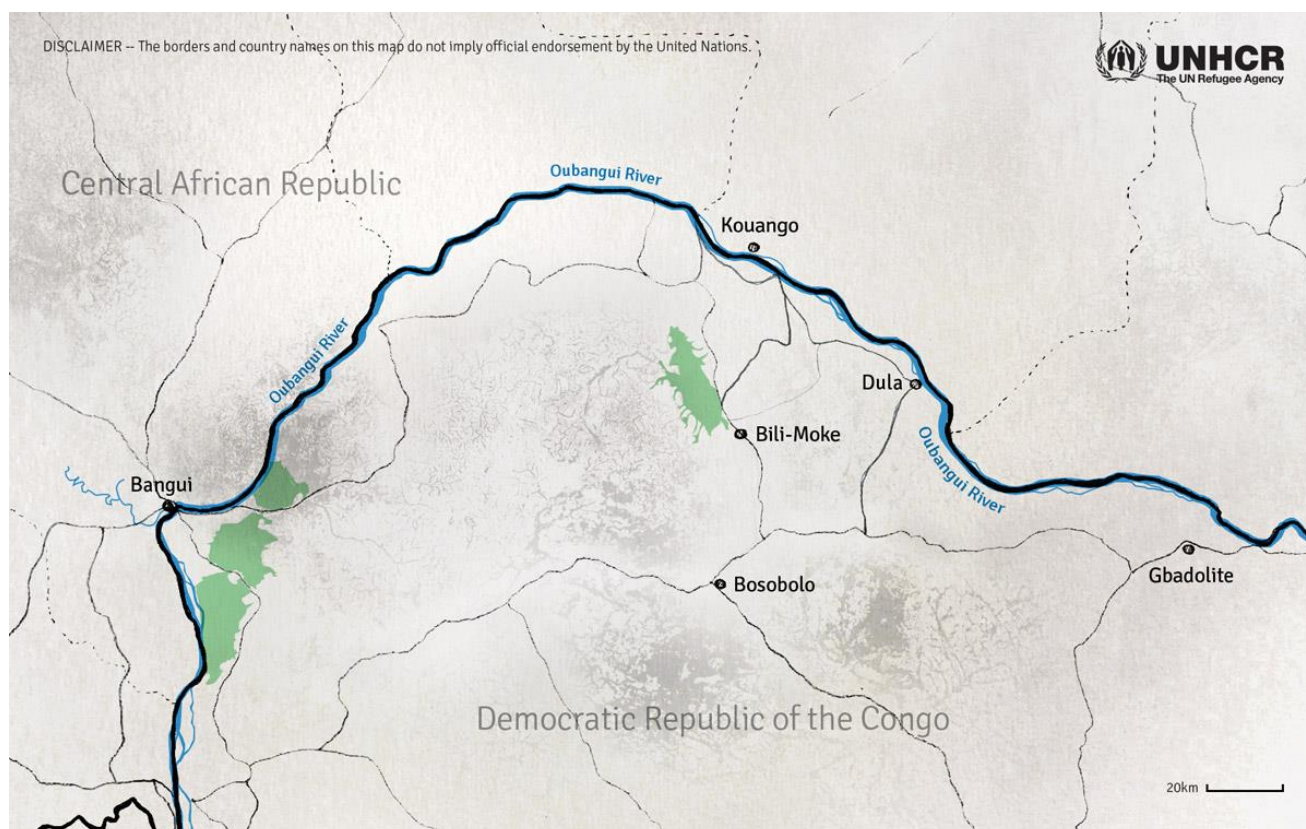 DISCLAIMER -- The borders and country names on this map do not imply official endorsement by the United Nations.
UNHCR
The UN Refugee Agency
Central African Republic
Oubangui River
Kouango
Oubangui River
Dula
Bili-Moke
Oubangui River
Bangui
Gbadolite
Bosobolo
Democratic Republic of the Congo
20km